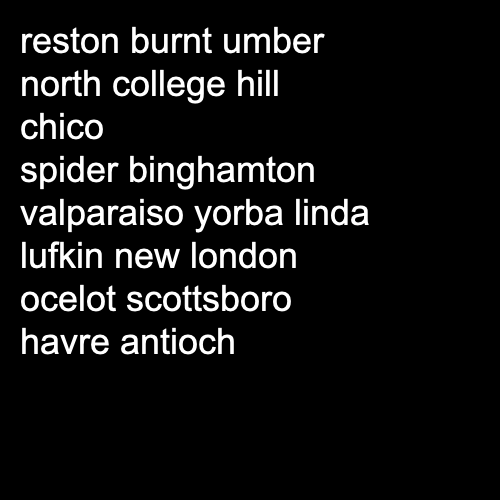 reston burnt umber
north college hill
chico
spider binghamton
valparaiso yorba linda
lufkin new london
ocelot scottsboro
havre antioch